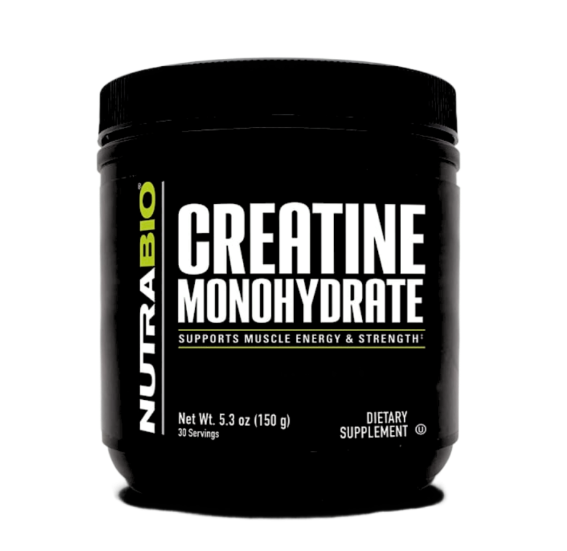 NUTRABIO®
CREATINE
MONOHYDRATE
SUPPORTS MUSCLE ENERGY & STRENGTH‡
Net Wt. 5.3 oz (150 g)
30 Servings
DIETARY
SUPPLEMENT Ⓤ